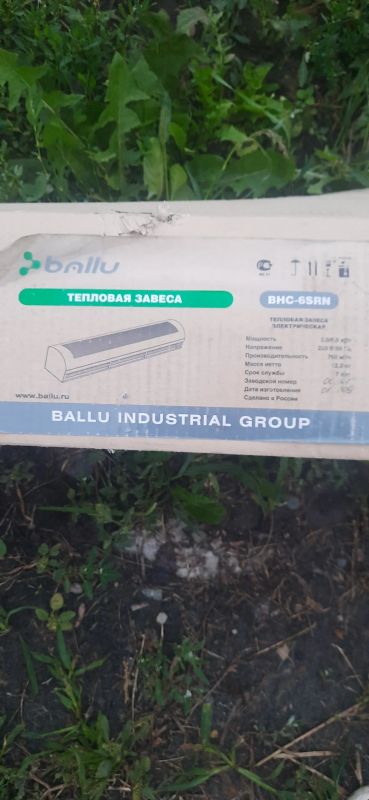 ballu
ТЕПЛОВАЯ ЗАВЕСА
BHC-6SRN
ТЕПЛОВАЯ ЗАВЕСА
ЭЛЕКТРИЧЕСКАЯ
Мощность
Напряжение
Производительность
Масса нетто
Срок службы
Заводской номер
Дата изготовления
Сделано в России
www.ballu.ru
BALLU INDUSTRIAL GROUP